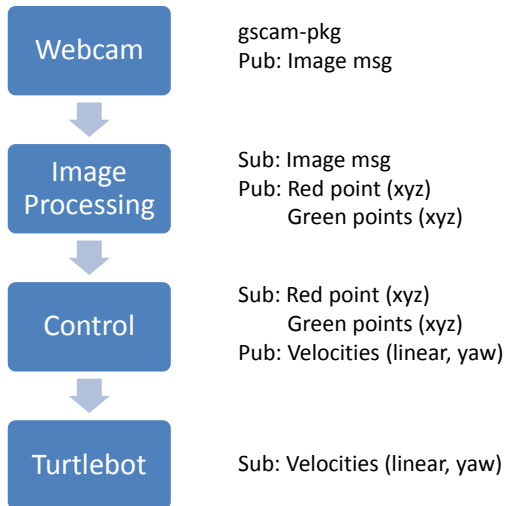 Webcam
gscam-pkg
Pub: Image msg
Image
Processing
Sub: Image msg
Pub: Red point (xyz)
Green points (xyz)
Control
Sub: Red point (xyz)
Green points (xyz)
Pub: Velocities (linear, yaw)
Turtlebot
Sub: Velocities (linear, yaw)